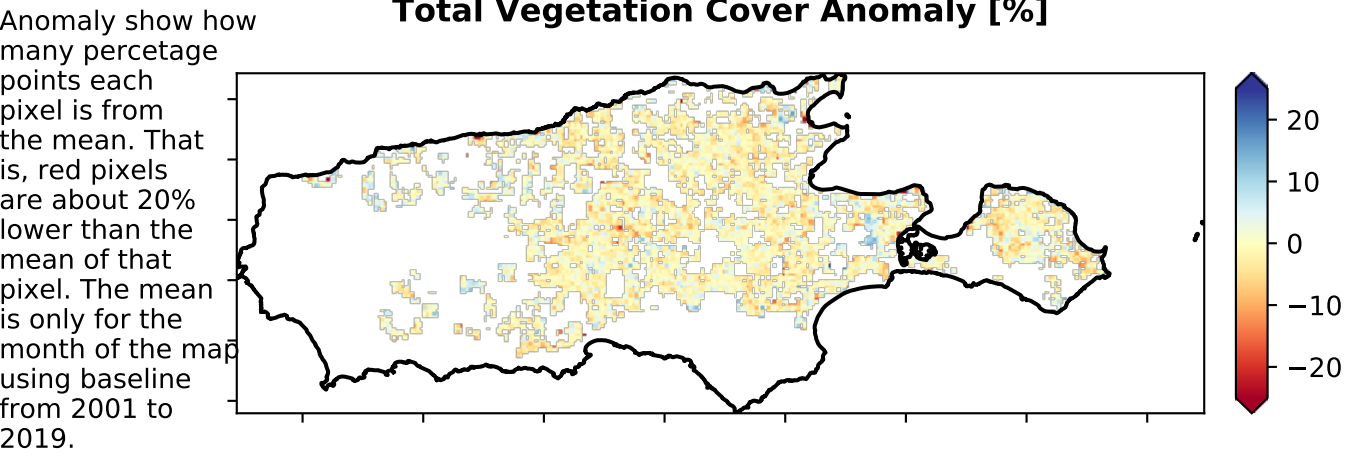 Total Vegetation Cover Anomaly [%]
Anomaly show how
many percetage
points each
pixel is from
the mean. That
is, red pixels
are about 20%
lower than the
mean of that
pixel. The mean
is only for the
month of the map
using baseline
from 2001 to
2019.
20
10
0
−10
−20